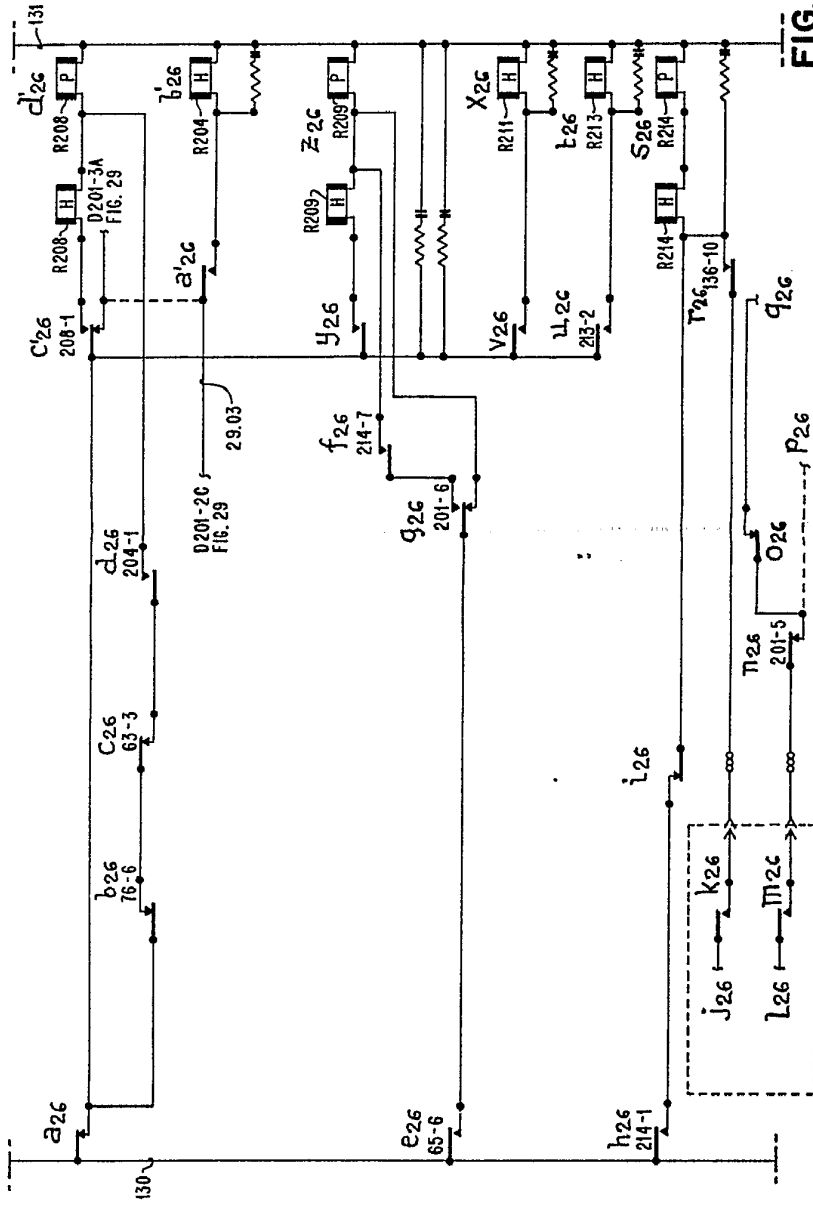 131
d'26
P
R208
H
R208
D201-3A
FIG. 29
c'26
208-1
b'26
H
R204
a'26
29.03
D201-2C
FIG. 29
z26
P
R209
H
R209
y26
f26
214-7
g26
201-6
x26
H
R211
v26
t26
H
R213
u26
213-2
s26
P
R214
H
R214
r26
136-10
q26
p26
o26
n26
201-5
d26
204-1
c26
63-3
b26
76-6
a26
130
e26
65-6
h26
214-1
i26
j26
k26
l26
m26
FIG.